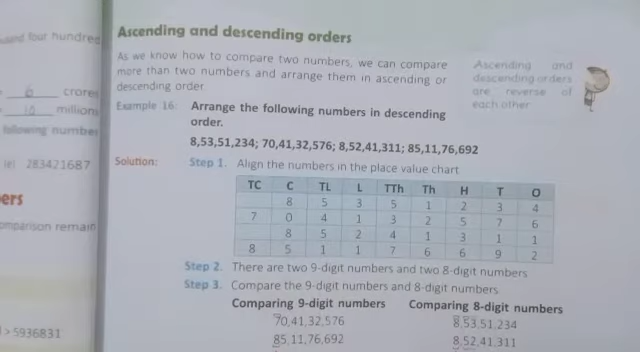 four hundred
6 crores
10 millions
following number
283421687
ers
comparison remain
> 5936831
Ascending and descending orders
As we know how to compare two numbers, we can compare
more than two numbers and arrange them in ascending or
descending order.
Ascending and
descending orders
are reverse of
each other
Example 16: Arrange the following numbers in descending
order.
8,53,51,234; 70,41,32,576; 8,52,41,311; 85,11,76,692
Solution: Step 1. Align the numbers in the place value chart
TC C TL L TTh Th H T O
8 5 3 5 1 2 3 4
7 0 4 1 3 2 5 7 6
8 5 2 4 1 3 1 1
8 5 1 1 7 6 6 9 2
Step 2. There are two 9-digit numbers and two 8-digit numbers
Step 3. Compare the 9-digit numbers and 8-digit numbers
Comparing 9-digit numbers Comparing 8-digit numbers
70,41,32,576 8,53,51,234
85,11,76,692 8,52,41,311